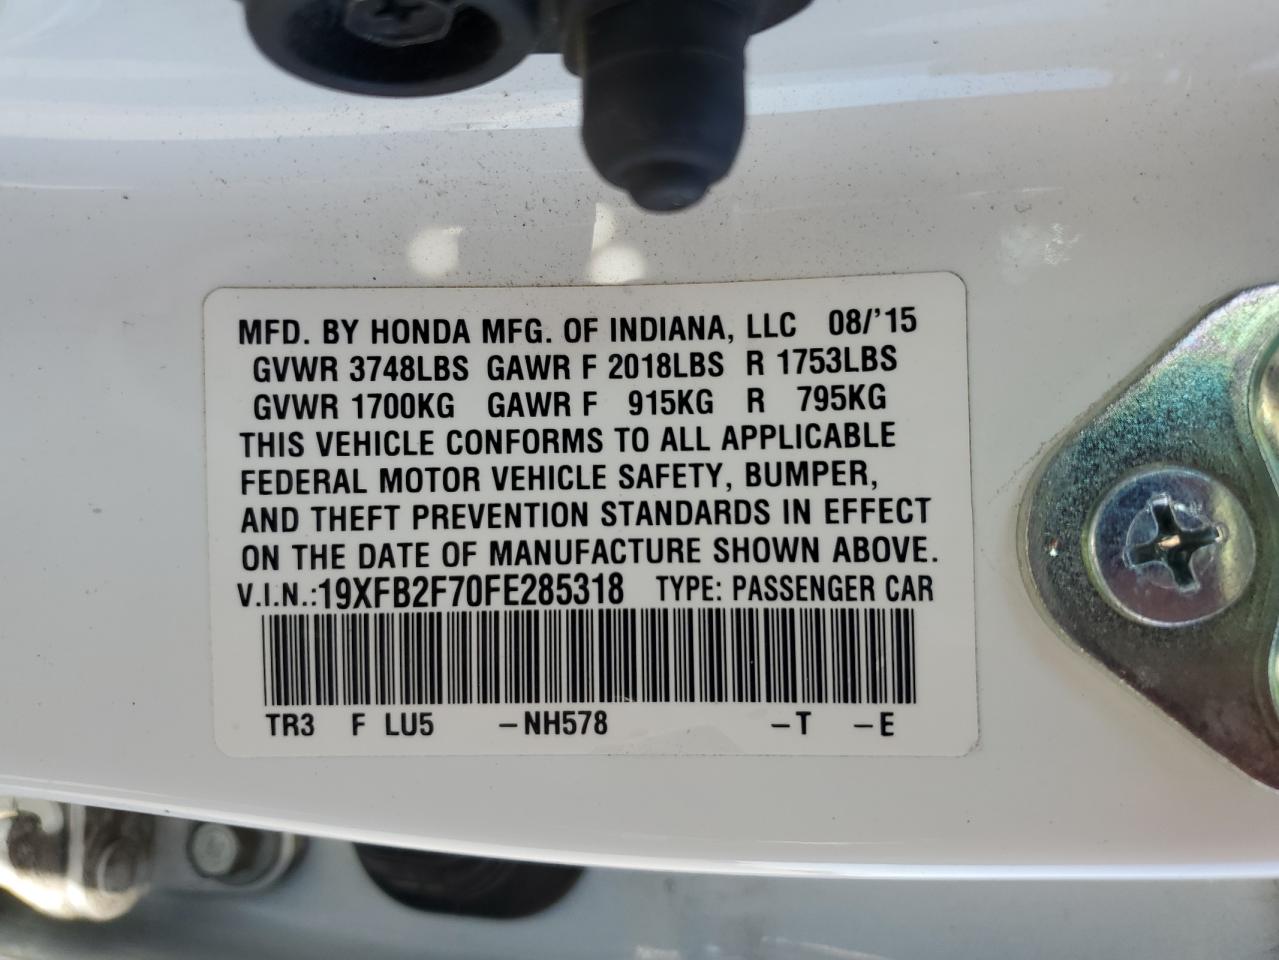 MFD. BY HONDA MFG. OF INDIANA, LLC 08/'15
GVWR 3748LBS GAWR F 2018LBS R 1753LBS
GVWR 1700KG GAWR F 915KG R 795KG
THIS VEHICLE CONFORMS TO ALL APPLICABLE
FEDERAL MOTOR VEHICLE SAFETY, BUMPER,
AND THEFT PREVENTION STANDARDS IN EFFECT
ON THE DATE OF MANUFACTURE SHOWN ABOVE.
V.I.N.:19XFB2F70FE285318 TYPE: PASSENGER CAR
TR3 F LU5 –NH578 –T –E